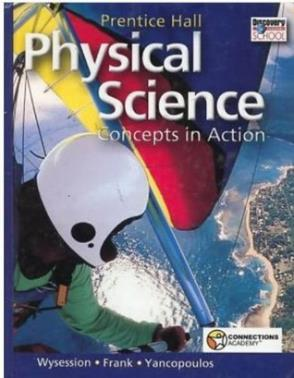 Prentice Hall
Discovery
SCHOOL
Physical
Science
Concepts in Action
CONNECTIONS
ACADEMY
Wysession • Frank • Yancopoulos